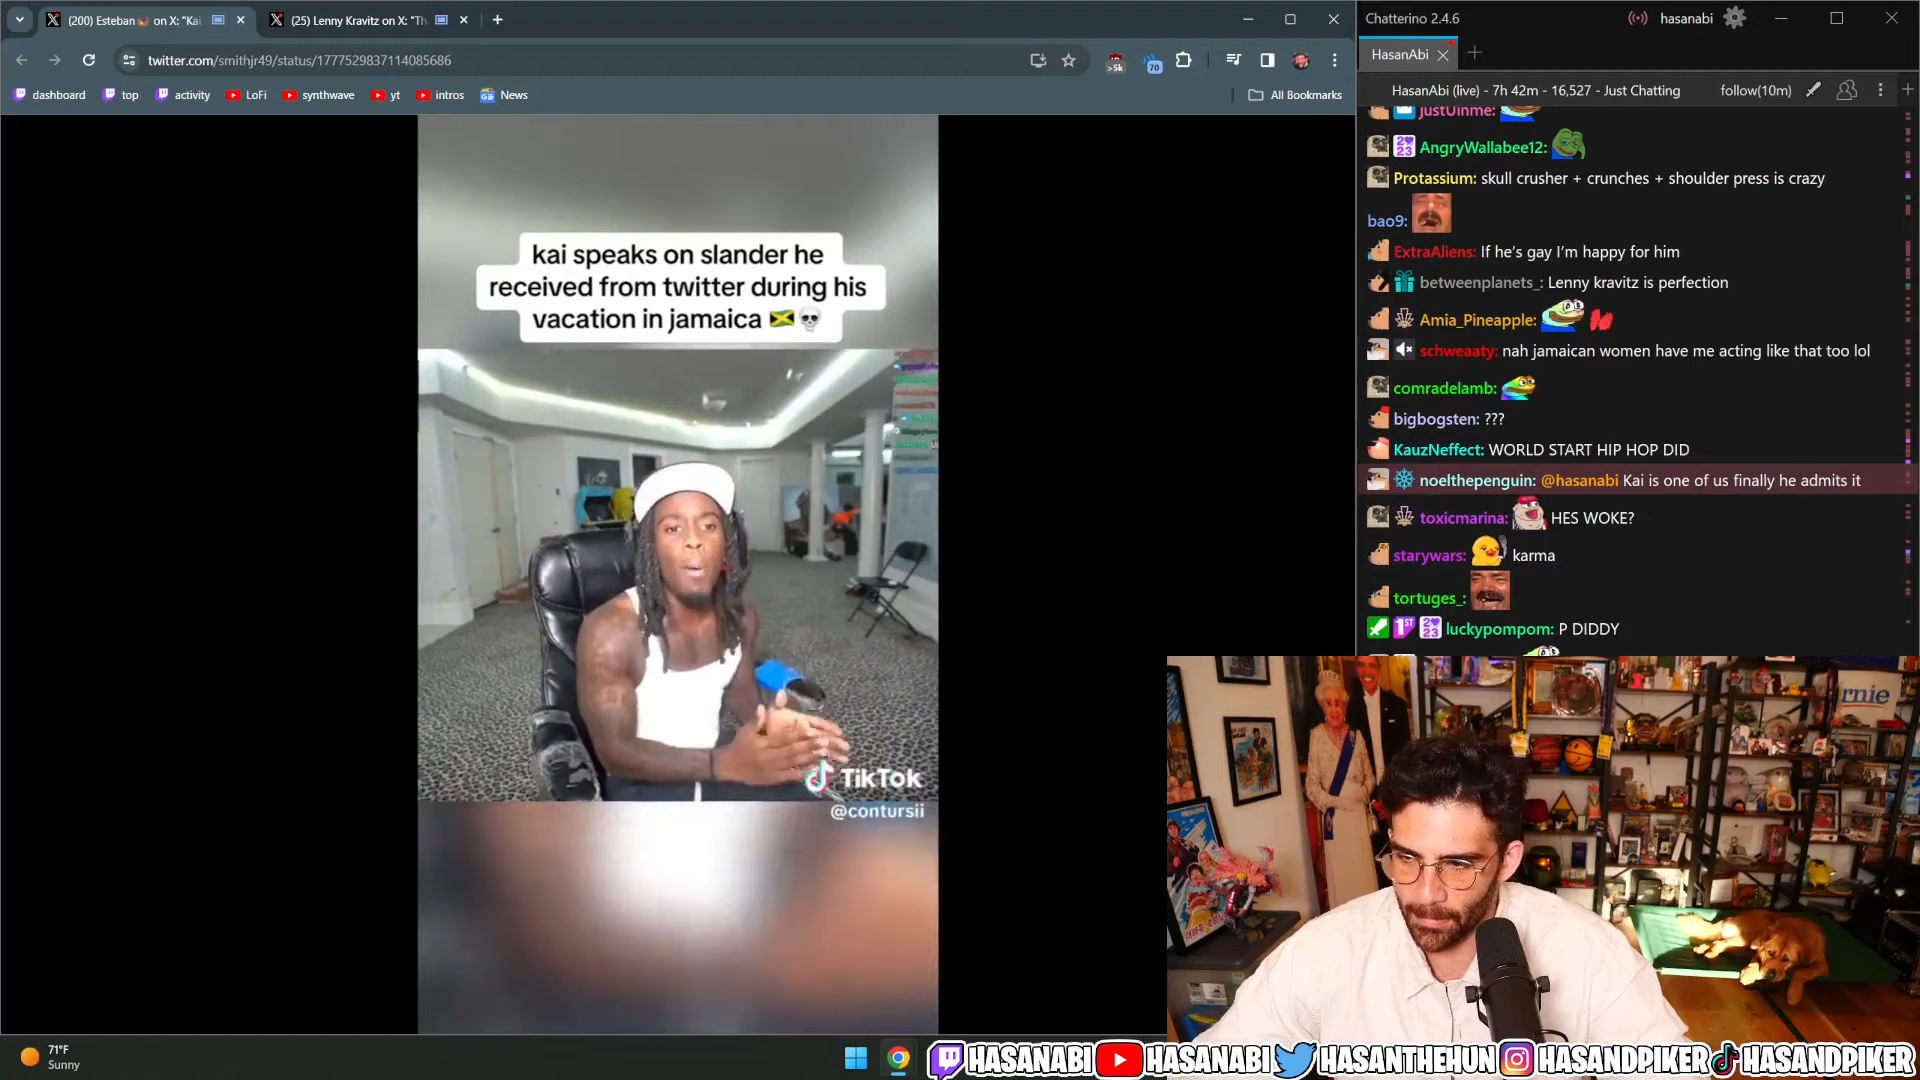 (200) Esteban on X: "Kai
(25) Lenny Kravitz on X: "Th
twitter.com/smithjr49/status/1777529837114085686
>5k
70
dashboard
top
activity
LoFi
synthwave
yt
intros
News
All Bookmarks
kai speaks on slander he
received from twitter during his
vacation in jamaica
TikTok
@contursii
Chatterino 2.4.6
hasanabi
HasanAbi
HasanAbi (live) - 7h 42m - 16,527 - Just Chatting
follow(10m)
justUinme:
AngryWallabee12:
Protassium: skull crusher + crunches + shoulder press is crazy
bao9:
ExtraAliens: If he's gay I'm happy for him
betweenplanets_: Lenny kravitz is perfection
Amia_Pineapple:
schweaaty: nah jamaican women have me acting like that too lol
comradelamb:
bigbogsten: ???
KauzNeffect: WORLD START HIP HOP DID
noelthepenguin: @hasanabi Kai is one of us finally he admits it
toxicmarina: HES WOKE?
starywars: karma
tortuges_:
1ST
luckypompom: P DIDDY
rnie
71°F
Sunny
HASANABI
HASANABI
HASANTHEHUN
HASANDPIKER
HASANDPIKER